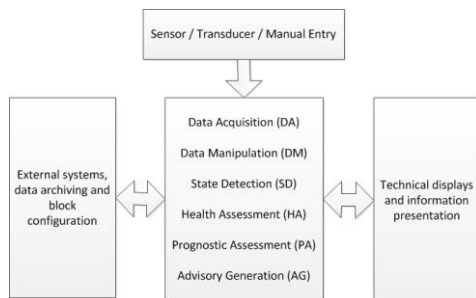 Sensor / Transducer / Manual Entry
External systems,
data archiving and
block
configuration
Data Acquisition (DA)
Data Manipulation (DM)
State Detection (SD)
Health Assessment (HA)
Prognostic Assessment (PA)
Advisory Generation (AG)
Technical displays
and information
presentation